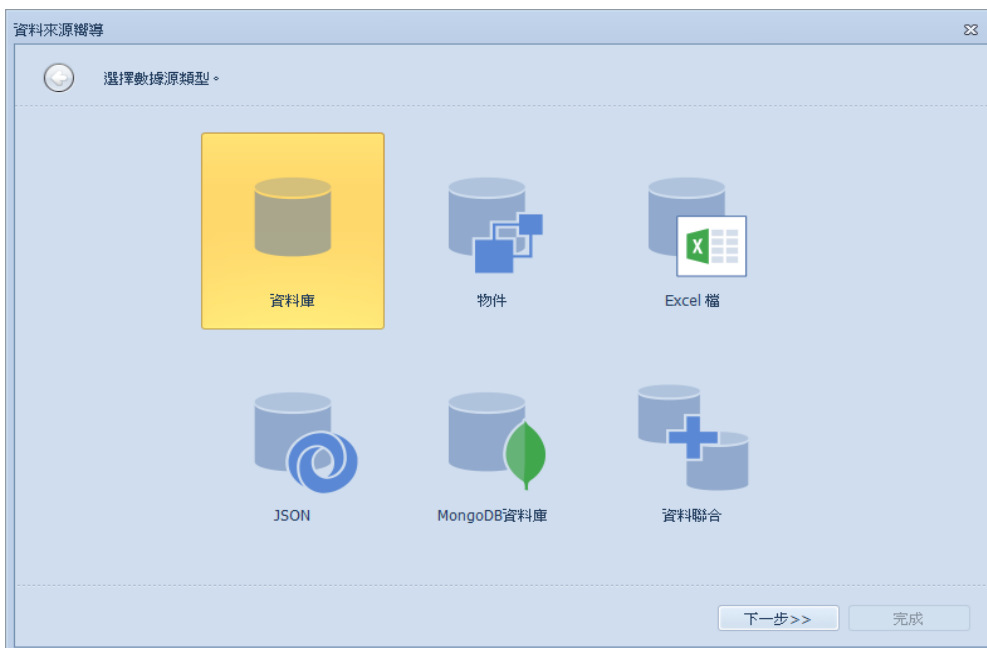 資料來源嚮導
選擇數據源類型。
資料庫
物件
Excel 檔
X
JSON
MongoDB資料庫
資料聯合
下一步>>
完成